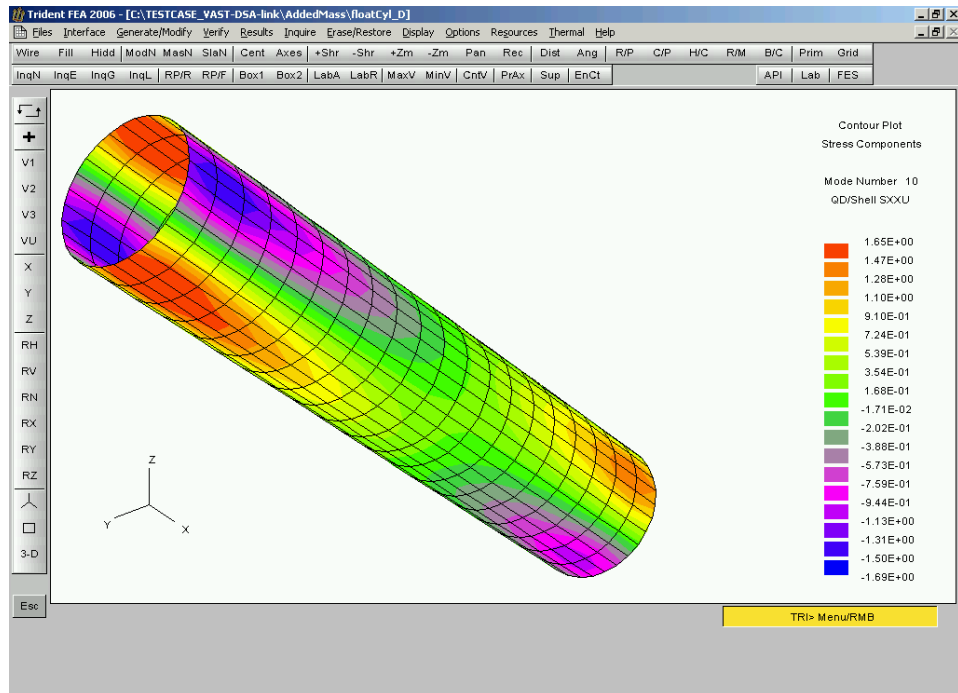 Trident FEA 2006 - [C:\TESTCASE_VAST-DSA-link\AddedMass\floatCyl_D]
Files Interface Generate/Modify Verify Results Inquire Erase/Restore Display Options Resources Thermal Help
Wire Fill Hidd ModN MasN SlaN Cent Axes +Shr -Shr +Zm -Zm Pan Rec Dist Ang R/P C/P H/C R/M B/C Prim Grid
InqN InqE InqG InqL RP/R RP/F Box1 Box2 LabA LabR MaxV MinV CntV PrAx Sup EnCt API Lab FES
V1
V2
V3
VU
X
Y
Z
RH
RV
RN
RX
RY
RZ
3-D
Esc
Contour Plot
Stress Components
Mode Number 10
QD/Shell SXXU
1.65E+00
1.47E+00
1.28E+00
1.10E+00
9.10E-01
7.24E-01
5.39E-01
3.54E-01
1.68E-01
-1.71E-02
-2.02E-01
-3.88E-01
-5.73E-01
-7.59E-01
-9.44E-01
-1.13E+00
-1.31E+00
-1.50E+00
-1.69E+00
Z
Y
X
TRI> Menu/RMB